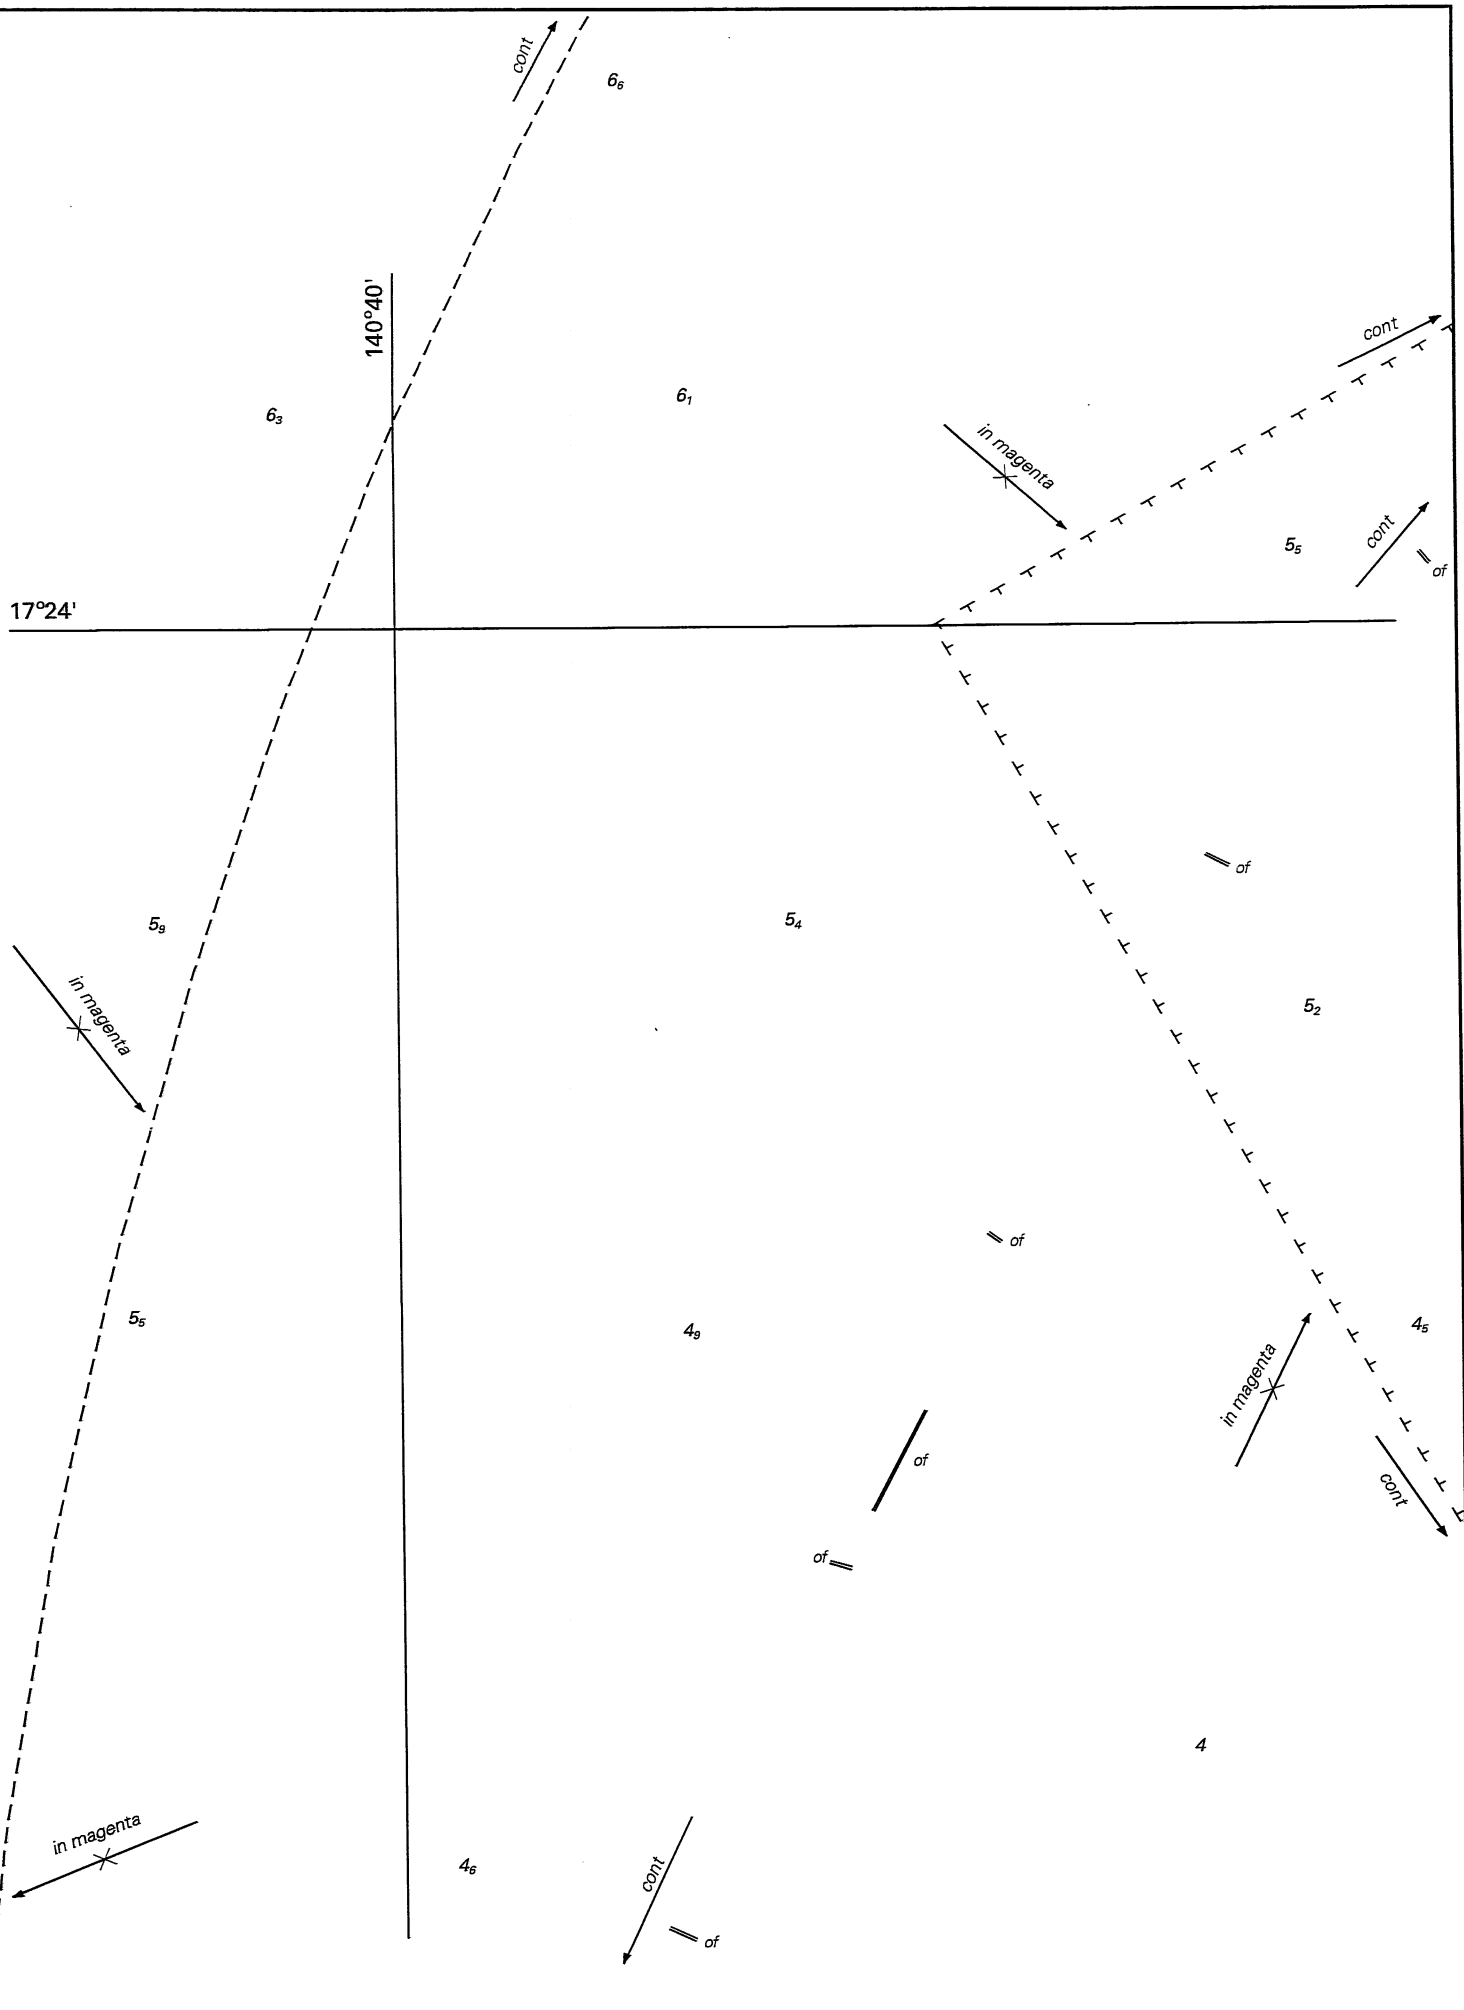 cont
6₆
140°40'
cont
6₃
6₁
in magenta
cont
5₅
of
17°24'
of
5₉
5₄
in magenta
5₂
of
5₅
4₉
4₅
in magenta
of
cont
of
4
in magenta
4₆
cont
of